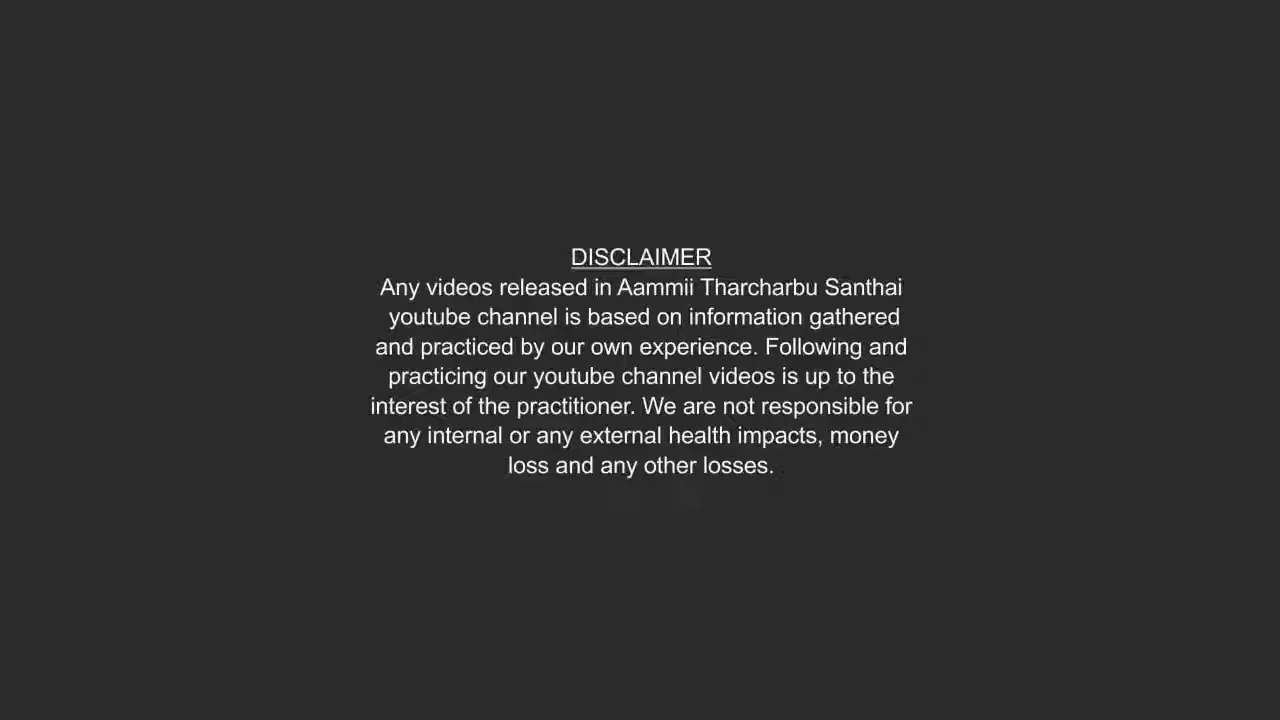 DISCLAIMER
Any videos released in Aammii Tharcharbu Santhai
youtube channel is based on information gathered
and practiced by our own experience. Following and
practicing our youtube channel videos is up to the
interest of the practitioner. We are not responsible for
any internal or any external health impacts, money
loss and any other losses.